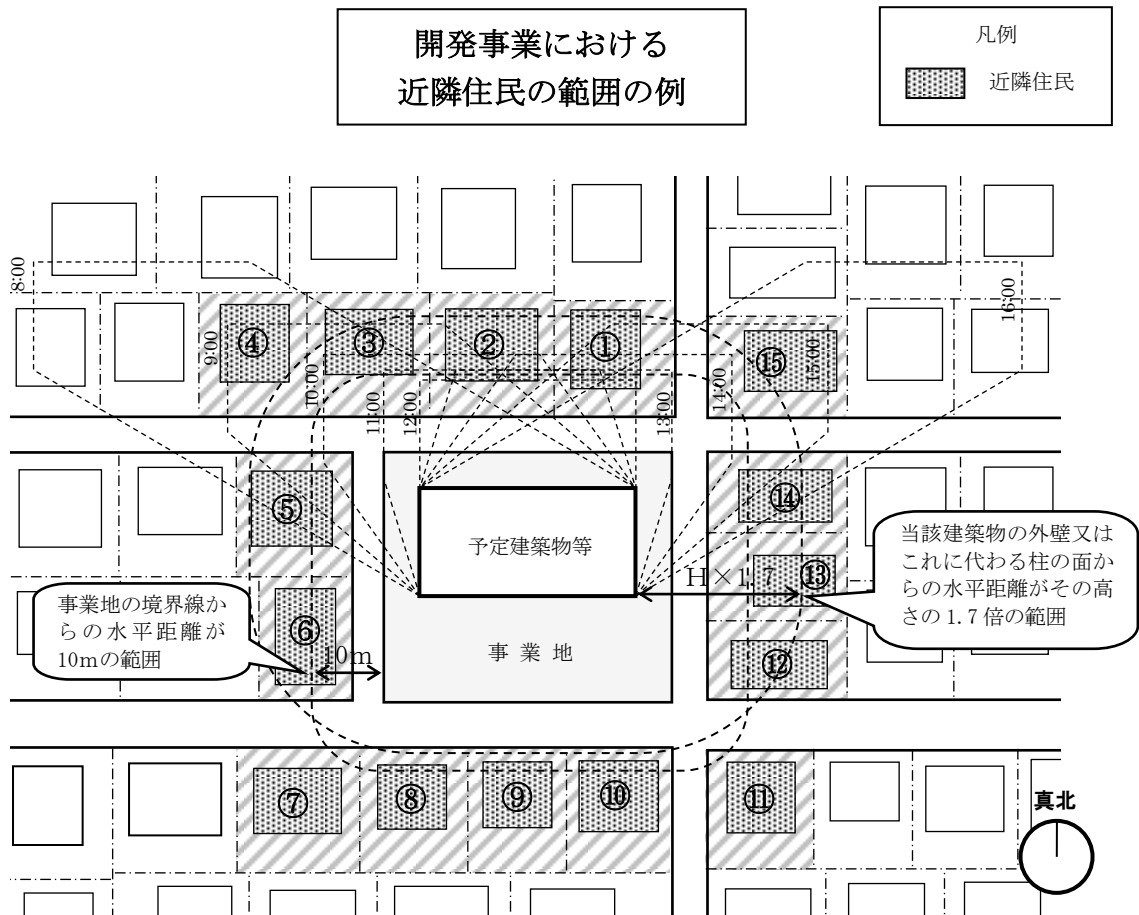 開発事業における
近隣住民の範囲の例
凡例
近隣住民
8:00
9:00
10:00
11:00
12:00
13:00
14:00
15:00
16:00
④
③
②
①
⑮
⑤
⑭
予定建築物等
H×1.7
⑬
当該建築物の外壁又は
これに代わる柱の面か
らの水平距離がその高
さの 1.7 倍の範囲
事業地の境界線か
らの水平距離が
10mの範囲
⑥
10m
事 業 地
⑫
⑦
⑧
⑨
⑩
⑪
真北